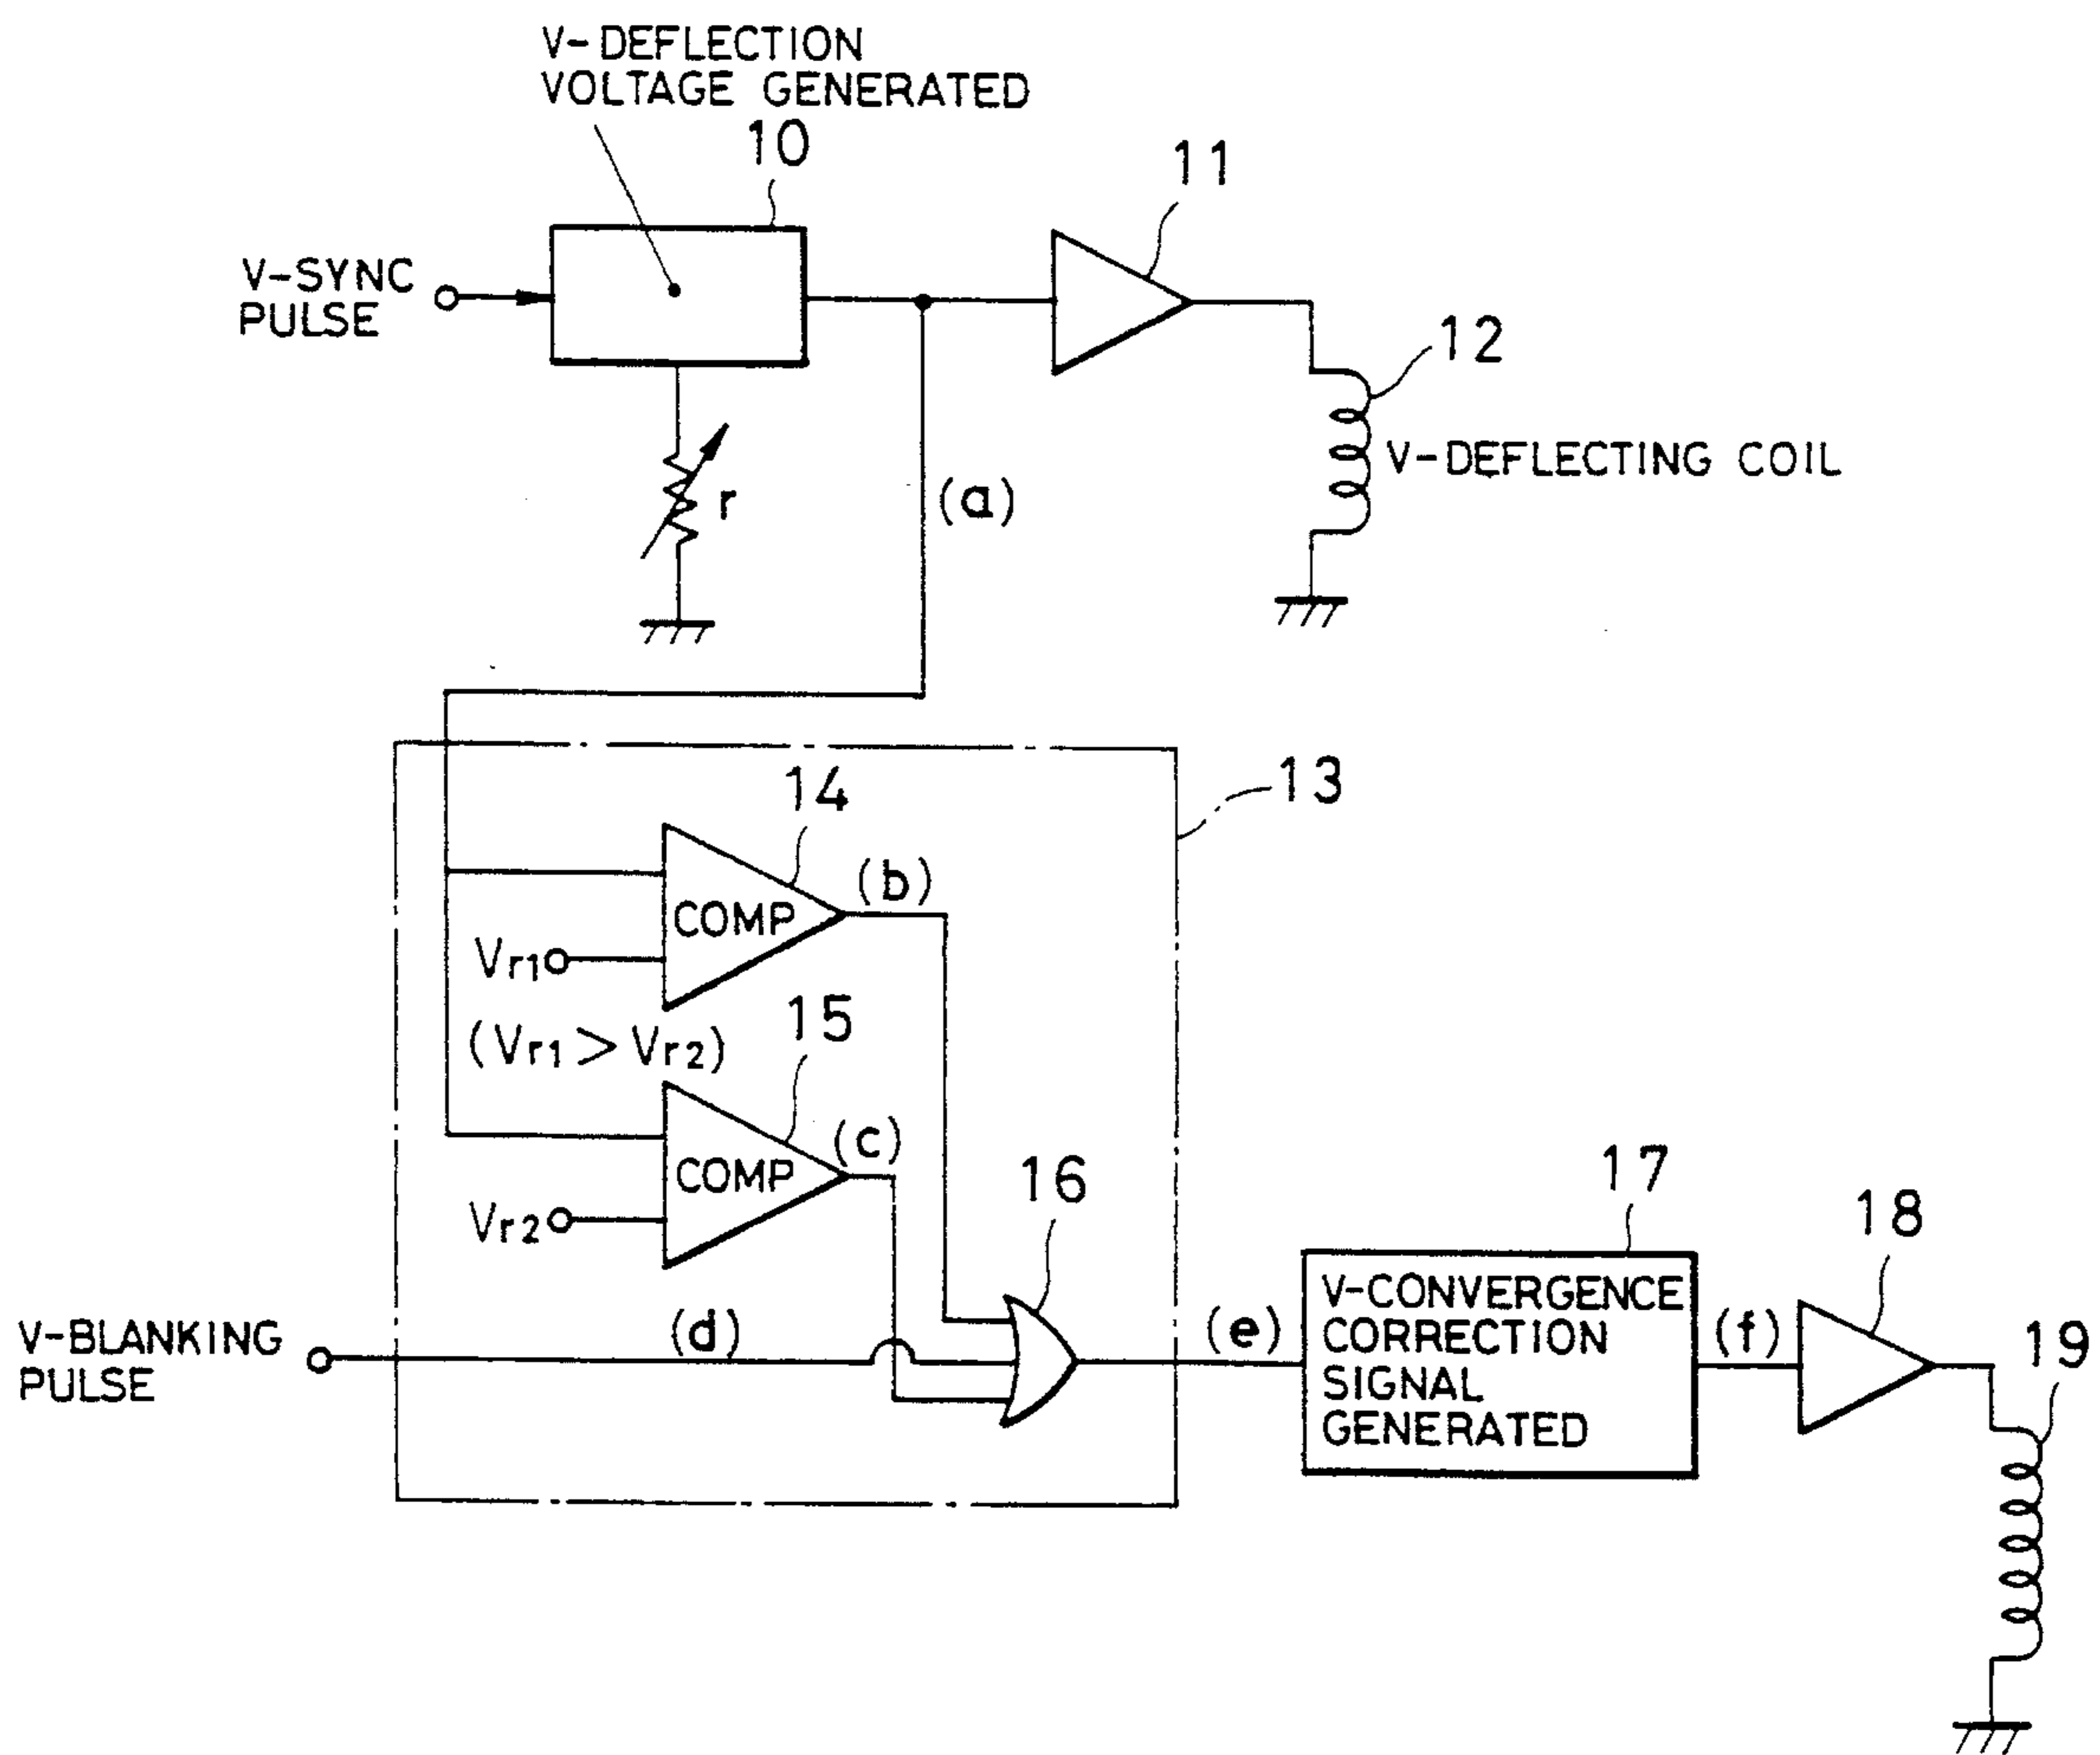 V-DEFLECTION
VOLTAGE GENERATED
10
11
V-SYNC
PULSE
12
V-DEFLECTING COIL
r
(a)
13
14
(b)
COMP
Vr1
(Vr1 > Vr2)
15
(c)
COMP
Vr2
16
17
18
V-BLANKING
PULSE
(d)
(e)
V-CONVERGENCE
CORRECTION
SIGNAL
GENERATED
(f)
19